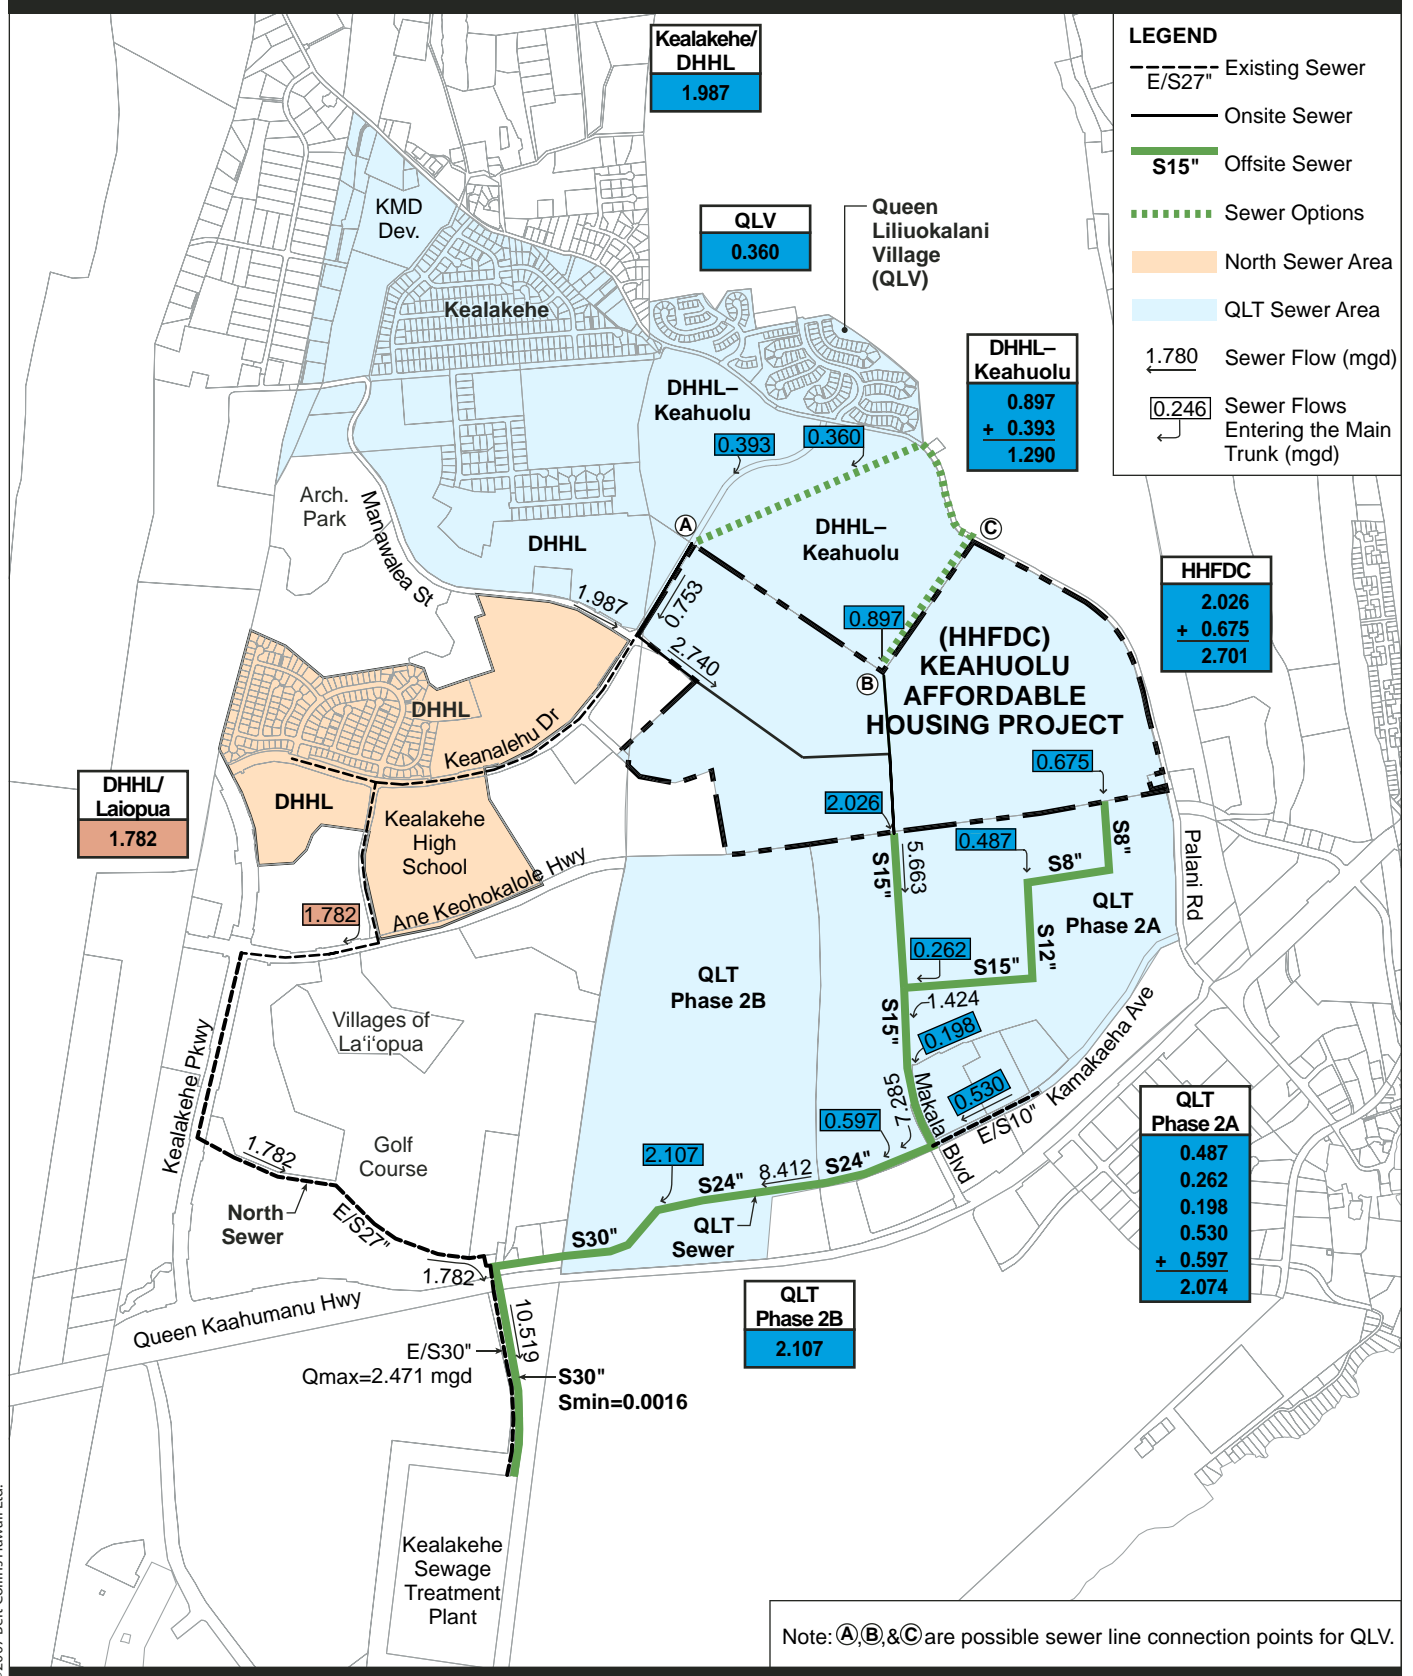 Kealakehe/
DHHL
1.987
LEGEND
E/S27" Existing Sewer
Onsite Sewer
S15" Offsite Sewer
Sewer Options
North Sewer Area
QLT Sewer Area
1.780 Sewer Flow (mgd)
0.246 Sewer Flows
Entering the Main
Trunk (mgd)
KMD
Dev.
QLV
0.360
Queen
Liliuokalani
Village
(QLV)
Kealakehe
DHHL–
Keahuolu
0.897
+ 0.393
1.290
DHHL–
Keahuolu
0.393
0.360
Arch.
Park
Manawalea St
DHHL
A
DHHL–
Keahuolu
C
HHFDC
2.026
+ 0.675
2.701
1.987
0.753
2.740
0.897
B
(HHFDC)
KEAHUOLU
AFFORDABLE
HOUSING PROJECT
DHHL
Keanalehu Dr
DHHL/
Laiopua
1.782
DHHL
Kealakehe
High
School
Ane Keohokalole Hwy
1.782
0.675
2.026
0.487
S15"
5.663
S8"
S8"
Palani Rd
QLT
Phase 2A
S12"
0.262
S15"
S15"
1.424
0.198
QLT
Phase 2B
Villages of
La‘i‘opua
Kealakehe Pkwy
Makala Blvd
7.285
0.530
E/S10"
Kamakaeha Ave
0.597
QLT
Phase 2A
0.487
0.262
0.198
0.530
+ 0.597
2.074
Golf
Course
1.782
North
Sewer
E/S27"
2.107
S24"
8.412
S24"
QLT
Sewer
S30"
1.782
Queen Kaahumanu Hwy
10.519
QLT
Phase 2B
2.107
E/S30"
Qmax=2.471 mgd
S30"
Smin=0.0016
Kealakehe
Sewage
Treatment
Plant
Note: A,B,&C are possible sewer line connection points for QLV.